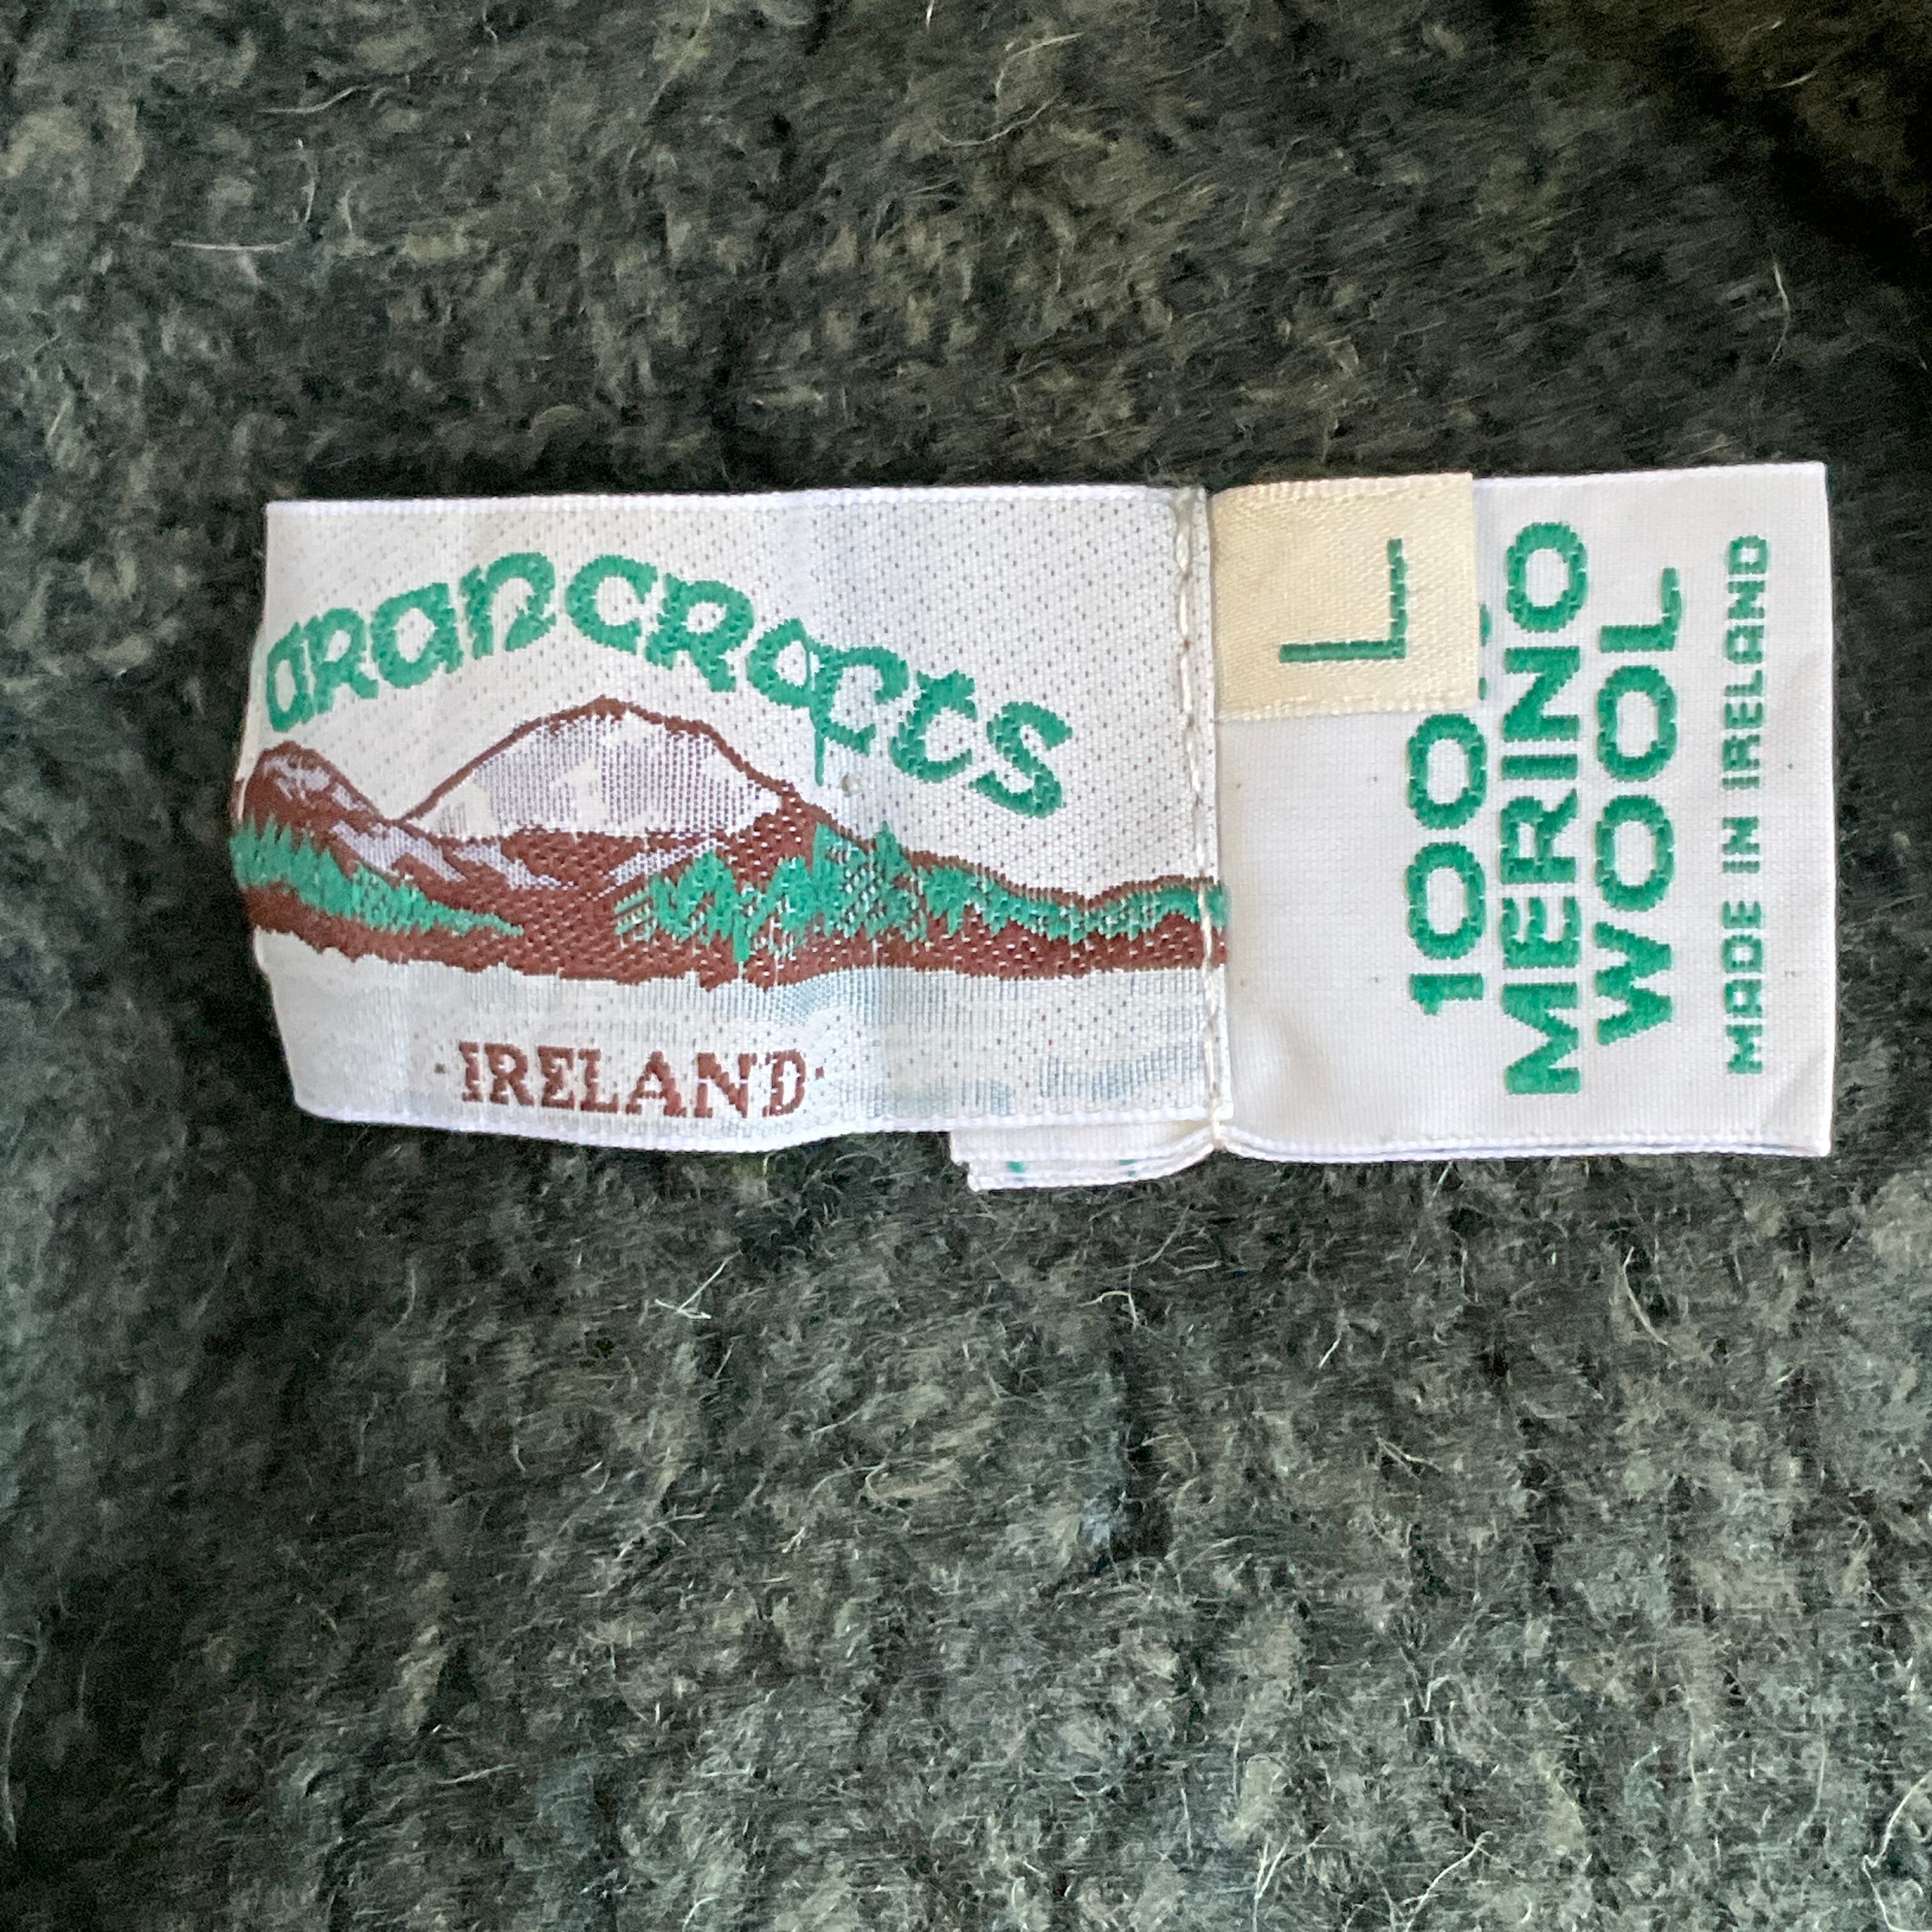 arancrafts
·IRELAND·
L
100%
MERINO
WOOL
MADE IN IRELAND